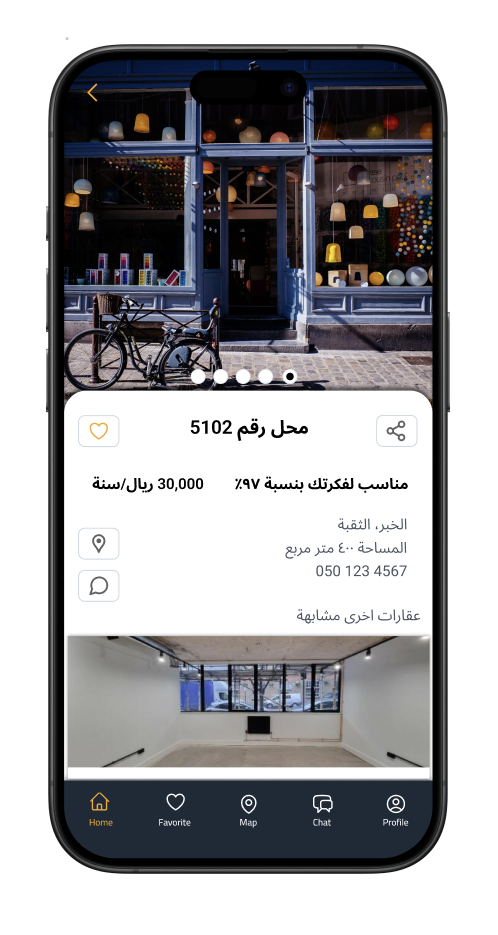 محل رقم 5102
مناسب لفكرتك بنسبة ٩٧٪
30,000 ريال/سنة
الخبر، الثقبة
المساحة ٤٠٠ متر مربع
050 123 4567
عقارات اخرى مشابهة
Home Favorite Map Chat Profile